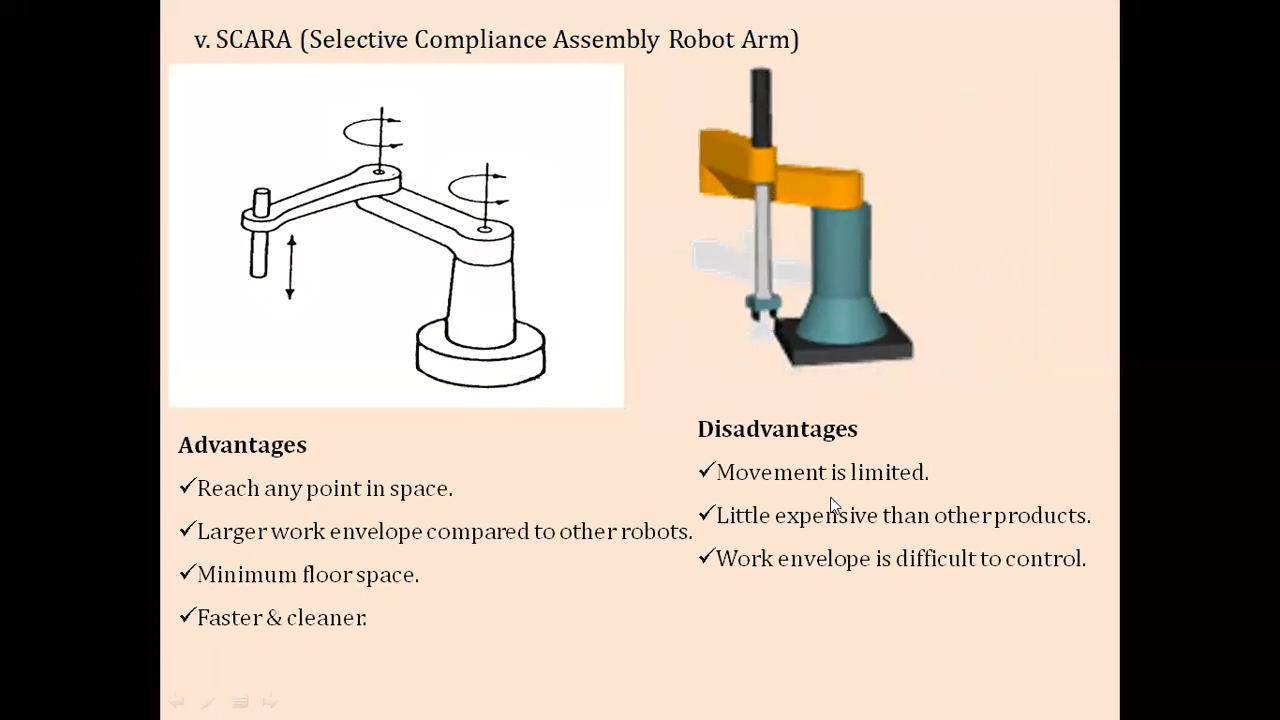 v. SCARA (Selective Compliance Assembly Robot Arm)
Advantages
✓Reach any point in space.
✓Larger work envelope compared to other robots.
✓Minimum floor space.
✓Faster & cleaner.
Disadvantages
✓Movement is limited.
✓Little expensive than other products.
✓Work envelope is difficult to control.